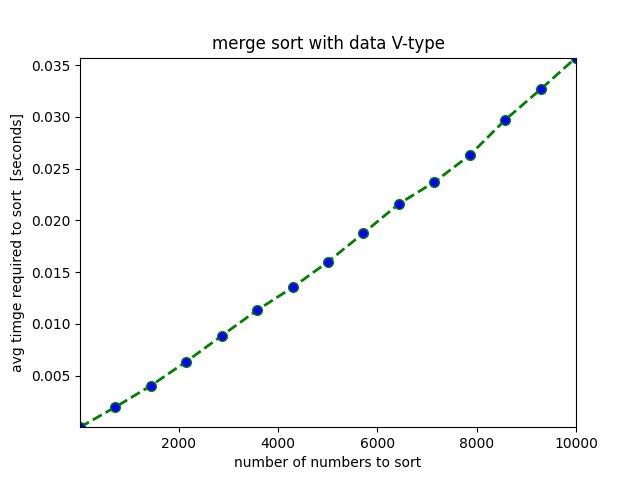 merge sort with data V-type
0.035
0.030
0.025
0.020
0.015
0.010
0.005
avg timge required to sort  [seconds]
2000 4000 6000 8000 10000
number of numbers to sort